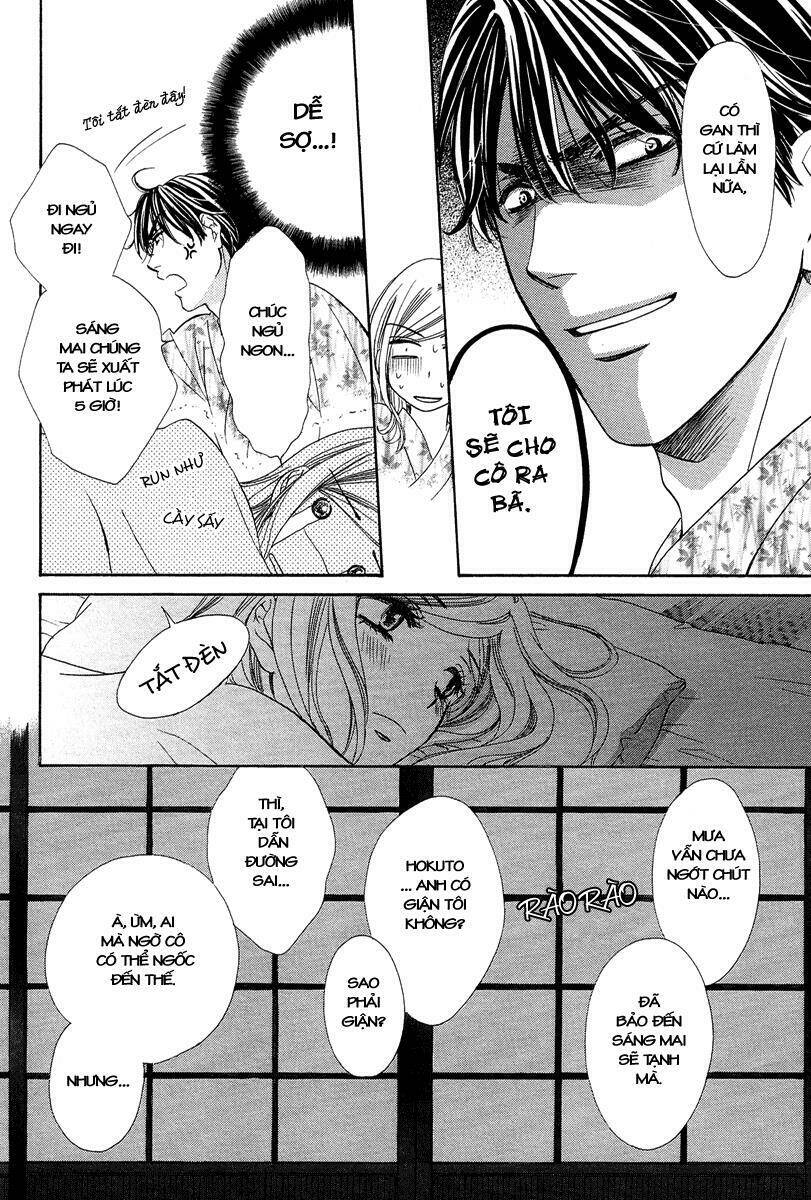 CÓ
GAN THÌ
CỨ LÀM
LẠI LẦN
NỮA,
TÔI
SẼ CHO
CÔ RA
BÃ.
DỄ
SỢ...!
Tôi tắt đèn đây!
ĐI NGỦ
NGAY
ĐI!
SÁNG
MAI CHÚNG
TA SẼ XUẤT
PHÁT LÚC
5 GIỜ!
CHÚC
NGỦ
NGON...
RUN NHƯ
CẦY SẤY
TẮT ĐÈN
MƯA
VẪN CHƯA
NGỚT CHÚT
NÀO...
ĐÃ
BẢO ĐẾN
SÁNG MAI
SẼ TẠNH
MÀ.
RÀO RÀO
HOKUTO
... ANH CÓ
GIẬN TÔI
KHÔNG?
SAO
PHẢI
GIẬN?
THÌ,
TẠI TÔI
DẪN
ĐƯỜNG
SAI...
À, ỪM, AI
MÀ NGỜ CÔ
CÓ THỂ NGỐC
ĐẾN THẾ.
NHƯNG...